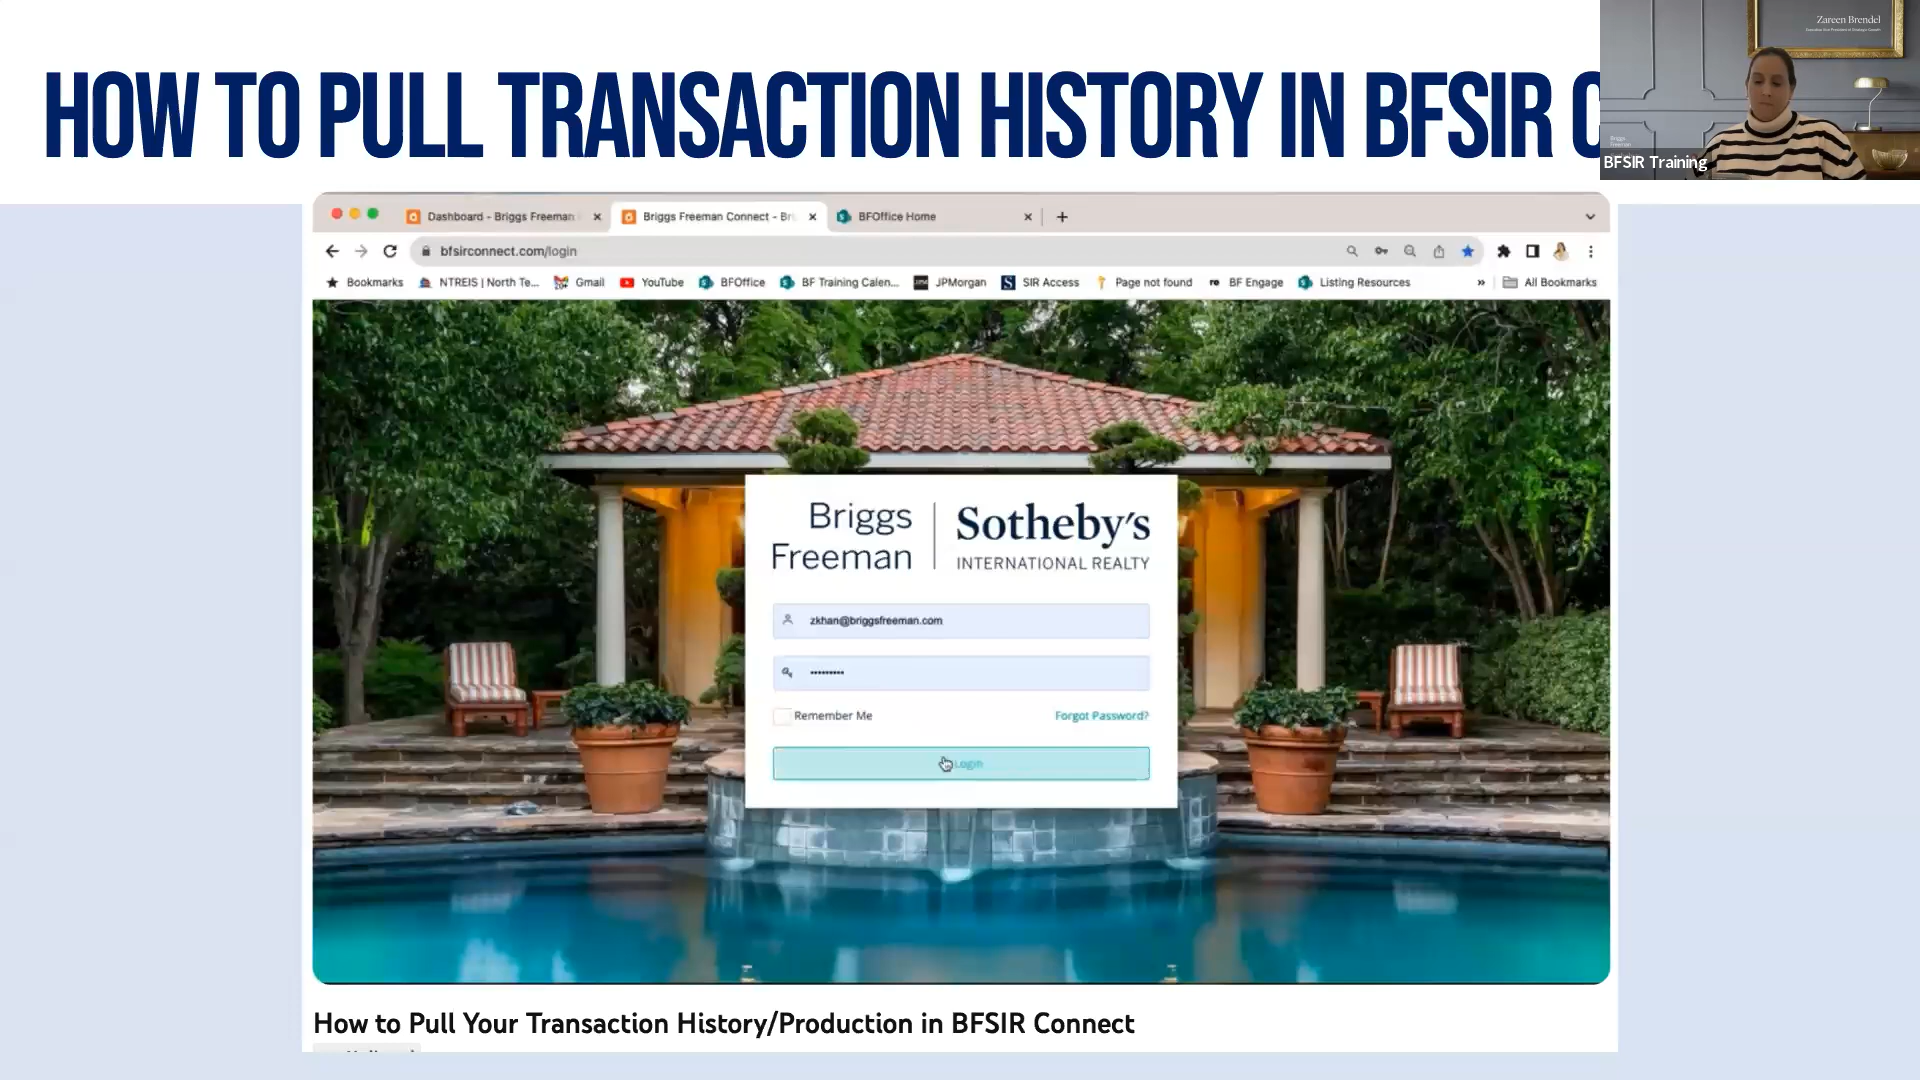 HOW TO PULL TRANSACTION HISTORY IN BFSIR C
Zareen Brendel
Briggs
Freeman
BFSIR Training
Dashboard - Briggs Freeman
Briggs Freeman Connect - Bri
BFOffice Home
bfsirconnect.com/login
Bookmarks
NTREIS | North Te...
Gmail
YouTube
BFOffice
BF Training Calen...
JPMorgan
SIR Access
Page not found
BF Engage
Listing Resources
»
All Bookmarks
Briggs
Freeman
Sotheby's
INTERNATIONAL REALTY
zkhan@briggsfreeman.com
•••••••••
Remember Me
Forgot Password?
Login
How to Pull Your Transaction History/Production in BFSIR Connect